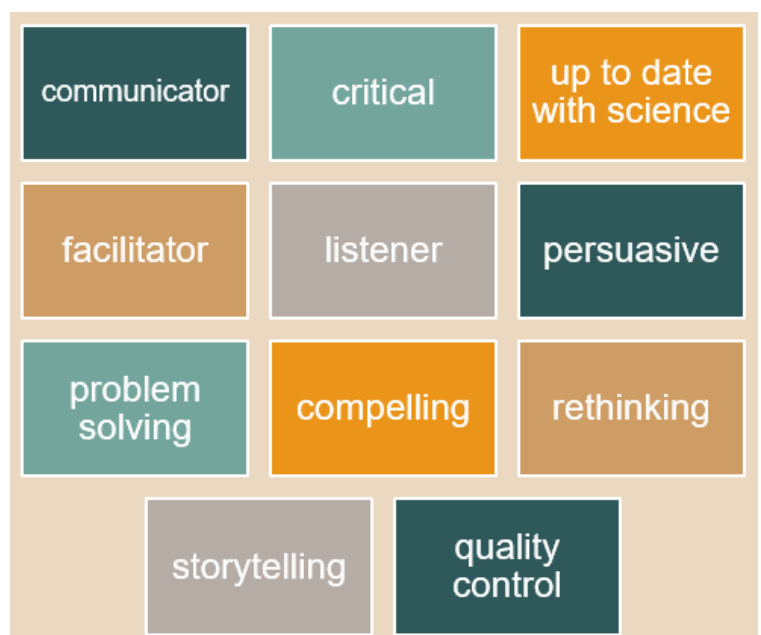 communicator
critical
up to date
with science
facilitator
listener
persuasive
problem
solving
compelling
rethinking
storytelling
quality
control